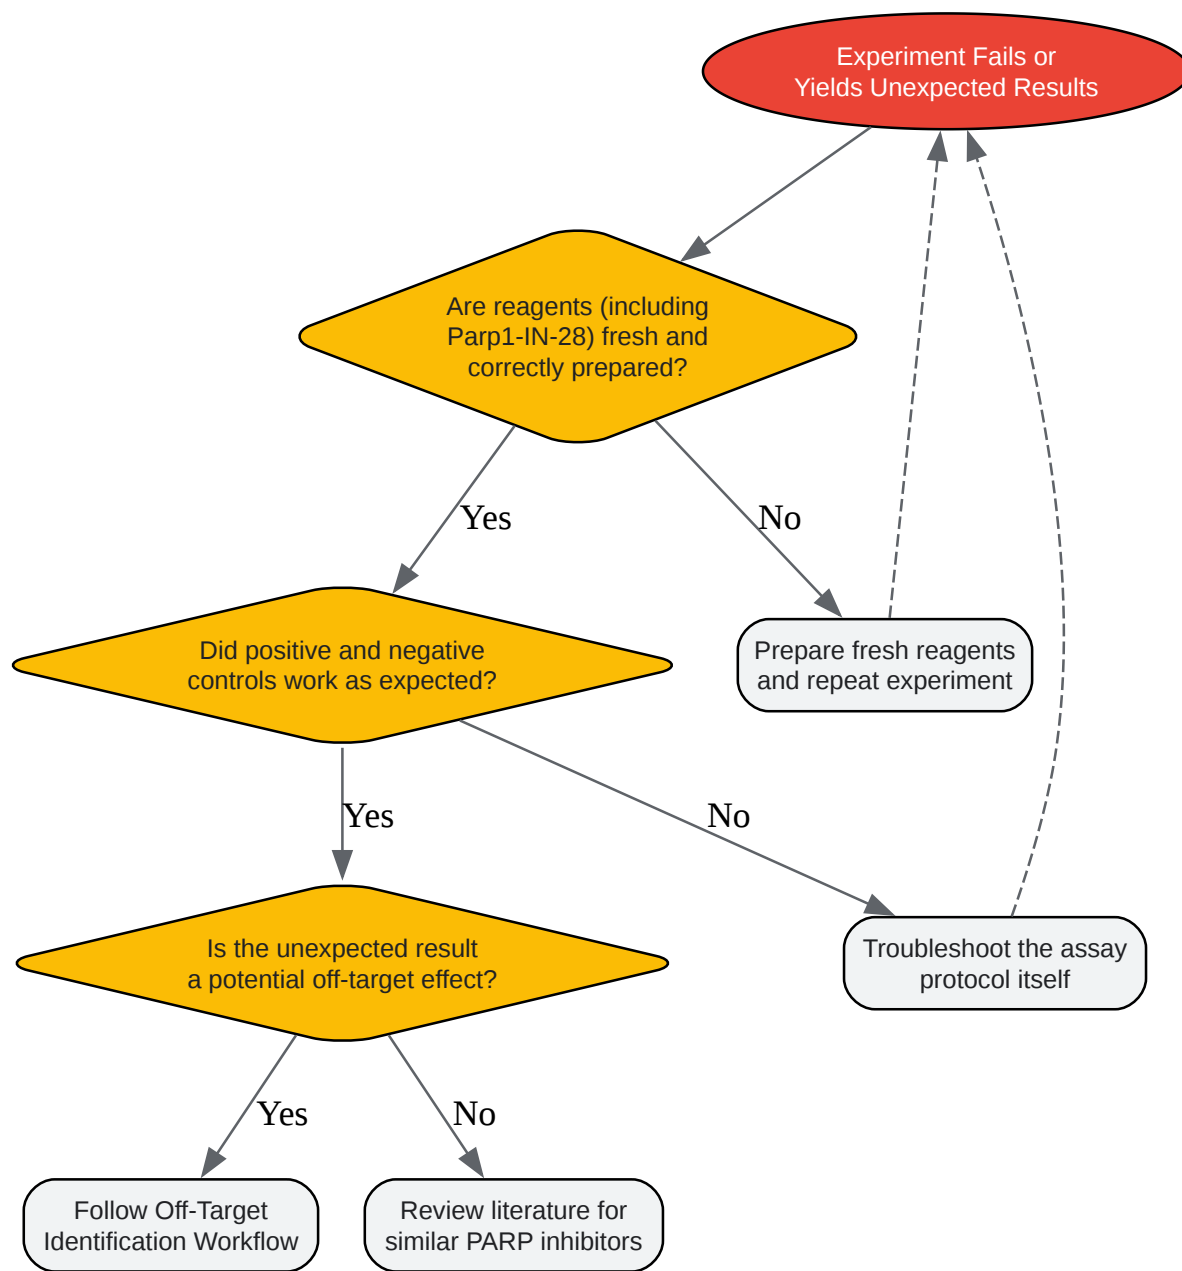 Experiment Fails or
Yields Unexpected Results
Are reagents (including
Parp1-IN-28) fresh and
correctly prepared?
Yes
No
Did positive and negative
controls work as expected?
Prepare fresh reagents
and repeat experiment
Yes
No
Is the unexpected result
a potential off-target effect?
Troubleshoot the assay
protocol itself
Yes
No
Follow Off-Target
Identification Workflow
Review literature for
similar PARP inhibitors